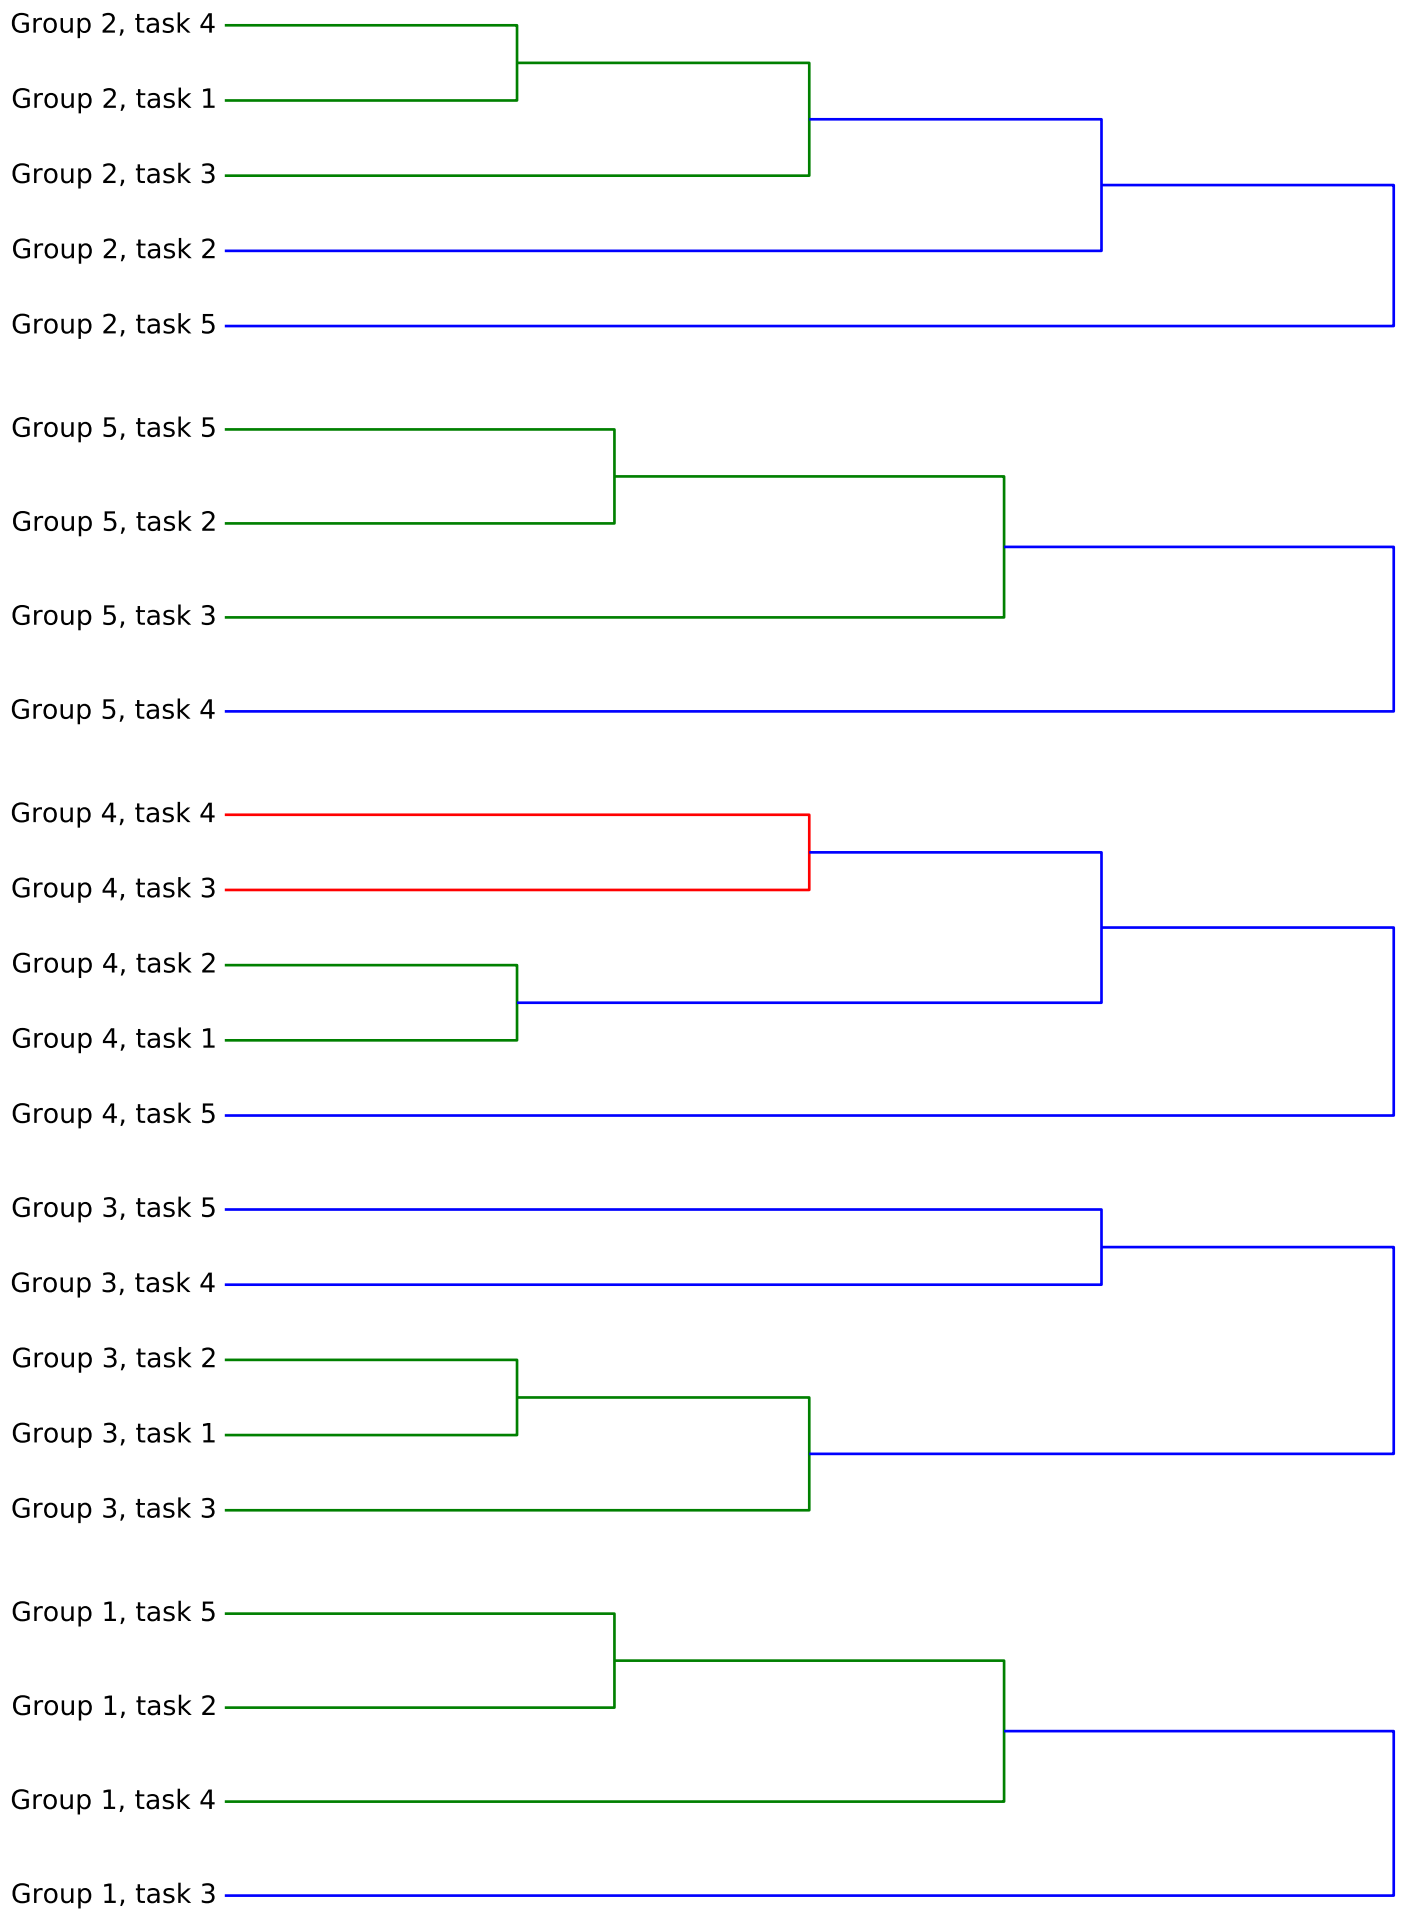 Group 2, task 4
Group 2, task 1
Group 2, task 3
Group 2, task 2
Group 2, task 5
Group 5, task 5
Group 5, task 2
Group 5, task 3
Group 5, task 4
Group 4, task 4
Group 4, task 3
Group 4, task 2
Group 4, task 1
Group 4, task 5
Group 3, task 5
Group 3, task 4
Group 3, task 2
Group 3, task 1
Group 3, task 3
Group 1, task 5
Group 1, task 2
Group 1, task 4
Group 1, task 3